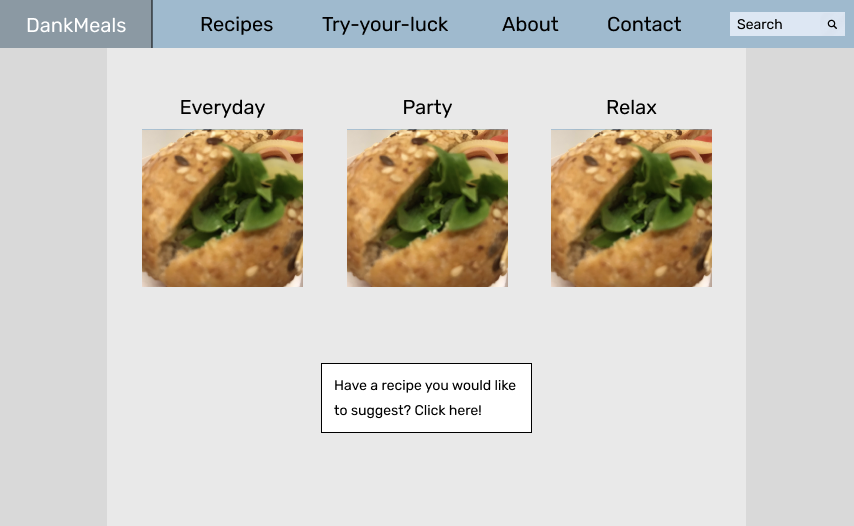 DankMeals
Recipes
Try-your-luck
About
Contact
Search
Everyday
Party
Relax
Have a recipe you would like
to suggest? Click here!